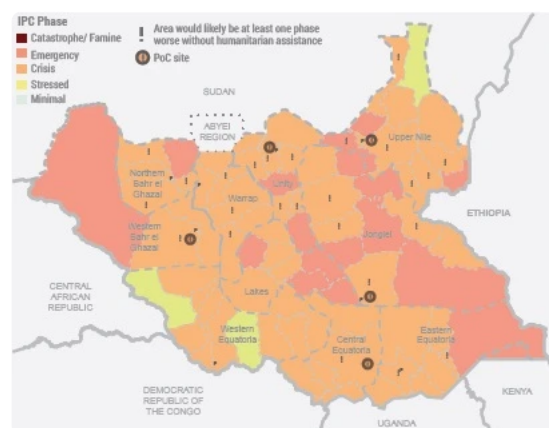 IPC Phase
Catastrophe/ Famine
Emergency
Crisis
Stressed
Minimal
! Area would likely be at least one phase
worse without humanitarian assistance
PoC site
SUDAN
ABYEI
REGION
Upper Nile
Northern
Bahr el
Ghazal
Unity
Warrap
ETHIOPIA
Western
Bahr el
Ghazal
Jonglei
CENTRAL
AFRICAN
REPUBLIC
Lakes
Western
Equatoria
Central
Equatoria
Eastern
Equatoria
DEMOCRATIC
REPUBLIC OF
THE CONGO
KENYA
UGANDA